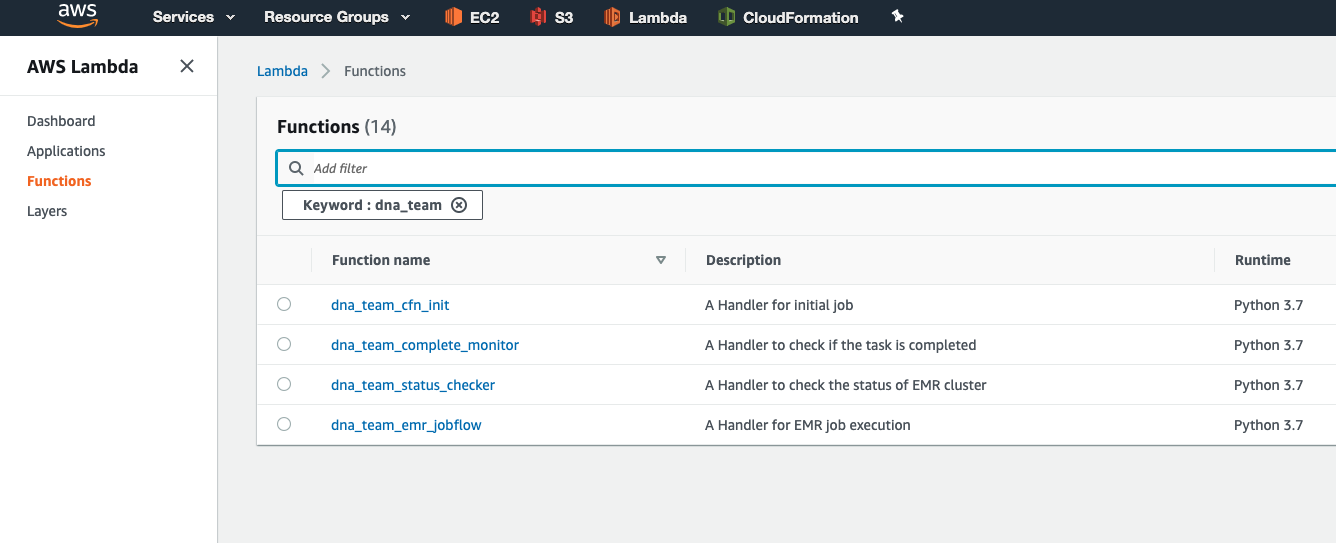 aws Services Resource Groups EC2 S3 Lambda CloudFormation
AWS Lambda
Dashboard
Applications
Functions
Layers
Lambda Functions
Functions (14)
Add filter
Keyword : dna_team
Function name Description Runtime
dna_team_cfn_init A Handler for initial job Python 3.7
dna_team_complete_monitor A Handler to check if the task is completed Python 3.7
dna_team_status_checker A Handler to check the status of EMR cluster Python 3.7
dna_team_emr_jobflow A Handler for EMR job execution Python 3.7